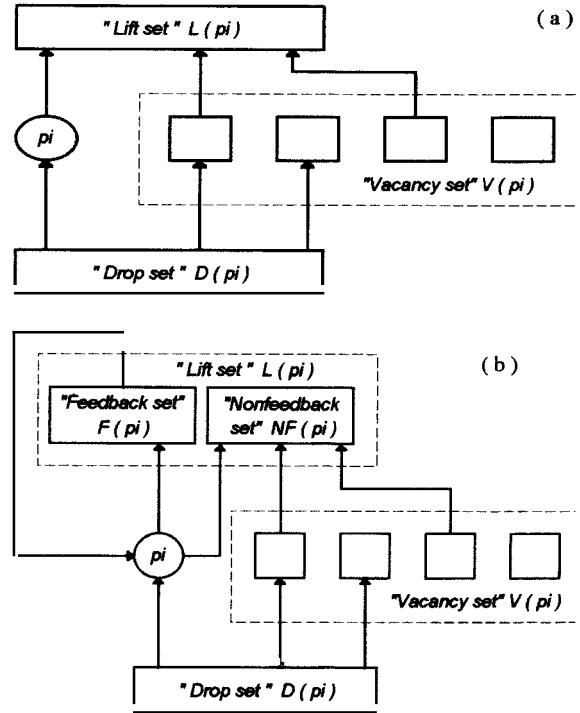 "Lift set" L ( pi )
( a )
pi
"Vacancy set" V ( pi )
"Drop set" D ( pi )
( b )
"Lift set" L ( pi )
"Feedback set"
F ( pi )
"Nonfeedback
set" NF ( pi )
pi
"Vacancy set" V ( pi )
"Drop set" D ( pi )